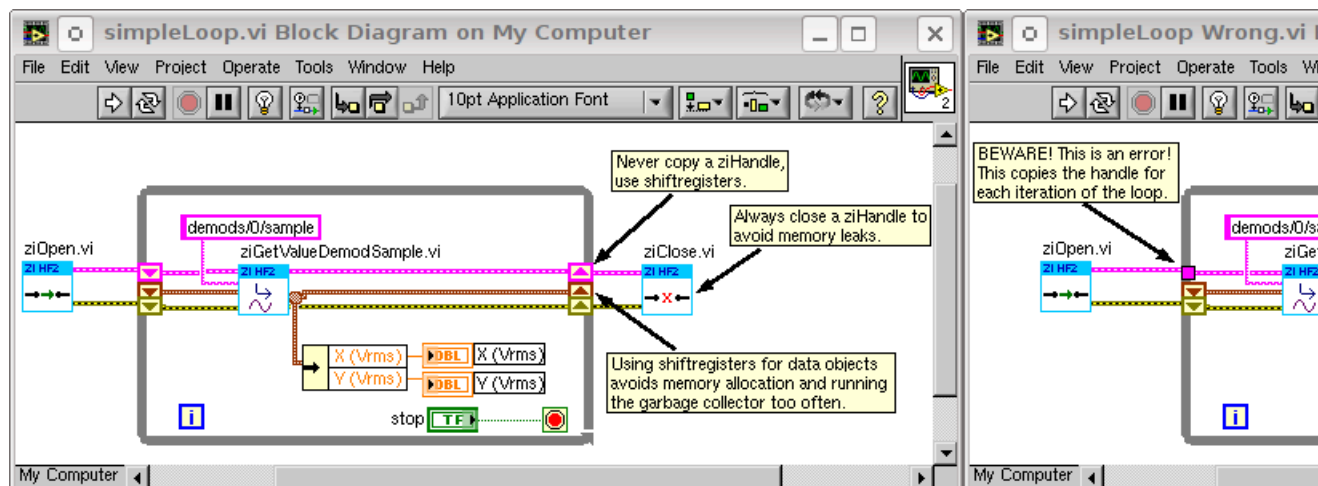 simpleLoop.vi Block Diagram on My Computer
File Edit View Project Operate Tools Window Help
10pt Application Font
2
Never copy a ziHandle,
use shiftregisters.
Always close a ziHandle to
avoid memory leaks.
demods/0/sample
ziOpen.vi
ziGetValueDemodSample.vi
ziClose.vi
ZI HF2
ZI HF2
ZI HF2
X (Vrms)
DBL
X (Vrms)
Y (Vrms)
DBL
Y (Vrms)
Using shiftregisters for data objects
avoids memory allocation and running
the garbage collector too often.
i
stop
TF
My Computer
simpleLoop Wrong.vi
File Edit View Project Operate Tools
BEWARE! This is an error!
This copies the handle for
each iteration of the loop.
demods/0/sa
ziOpen.vi
ziGe
ZI HF2
ZI HF2
i
My Computer